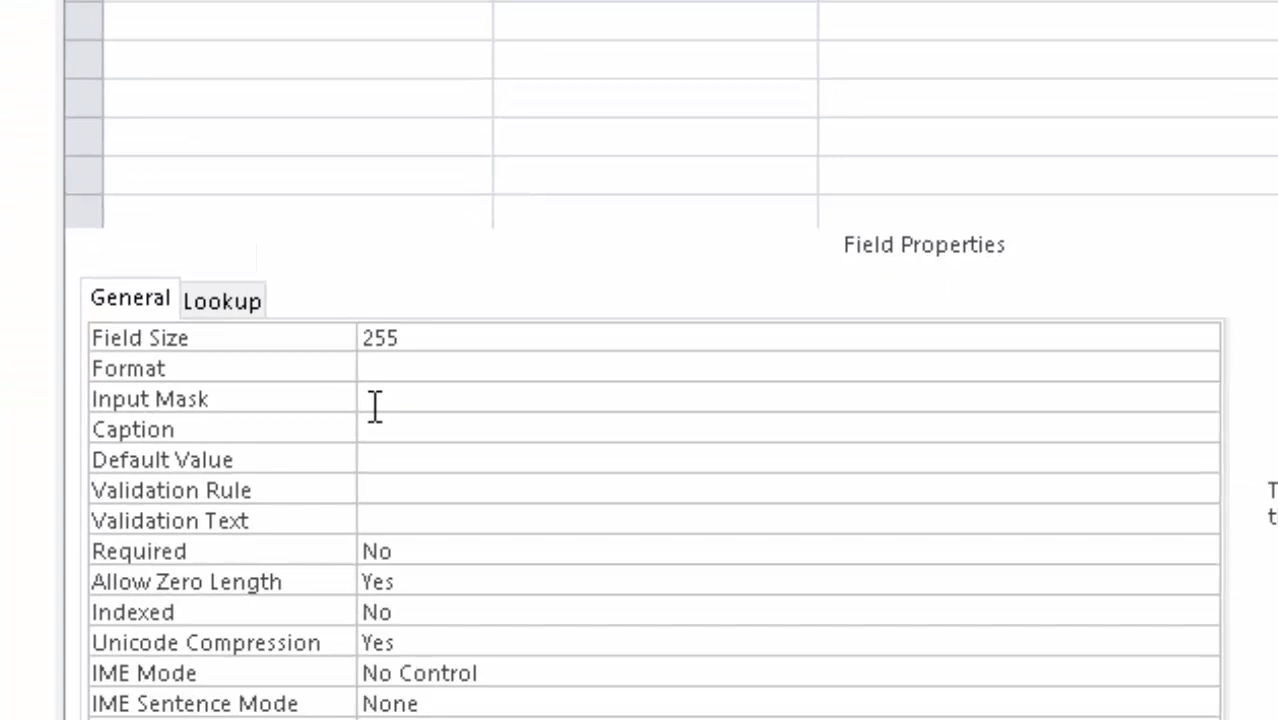 Field Properties
General
Lookup
Field Size 255
Format
Input Mask
Caption
Default Value
Validation Rule
Validation Text
Required No
Allow Zero Length Yes
Indexed No
Unicode Compression Yes
IME Mode No Control
IME Sentence Mode None